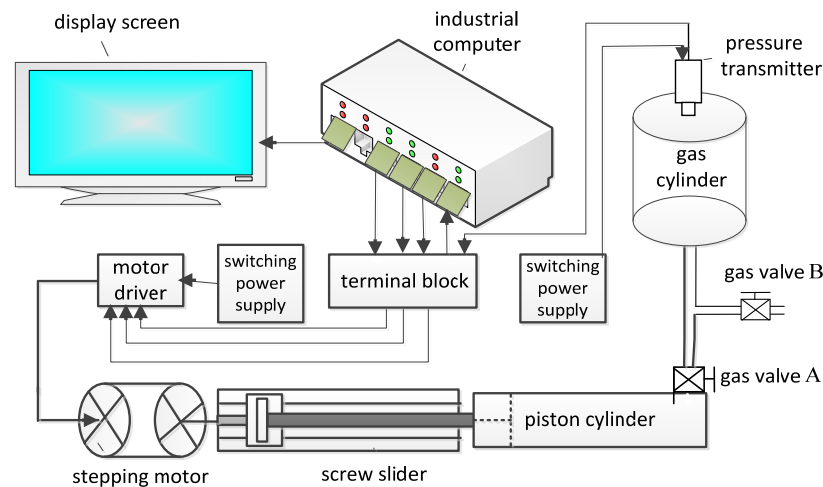 display screen
industrial
computer
pressure
transmitter
gas
cylinder
motor
driver
switching
power
supply
terminal block
switching
power
supply
gas valve B
gas valve A
piston cylinder
stepping motor
screw slider